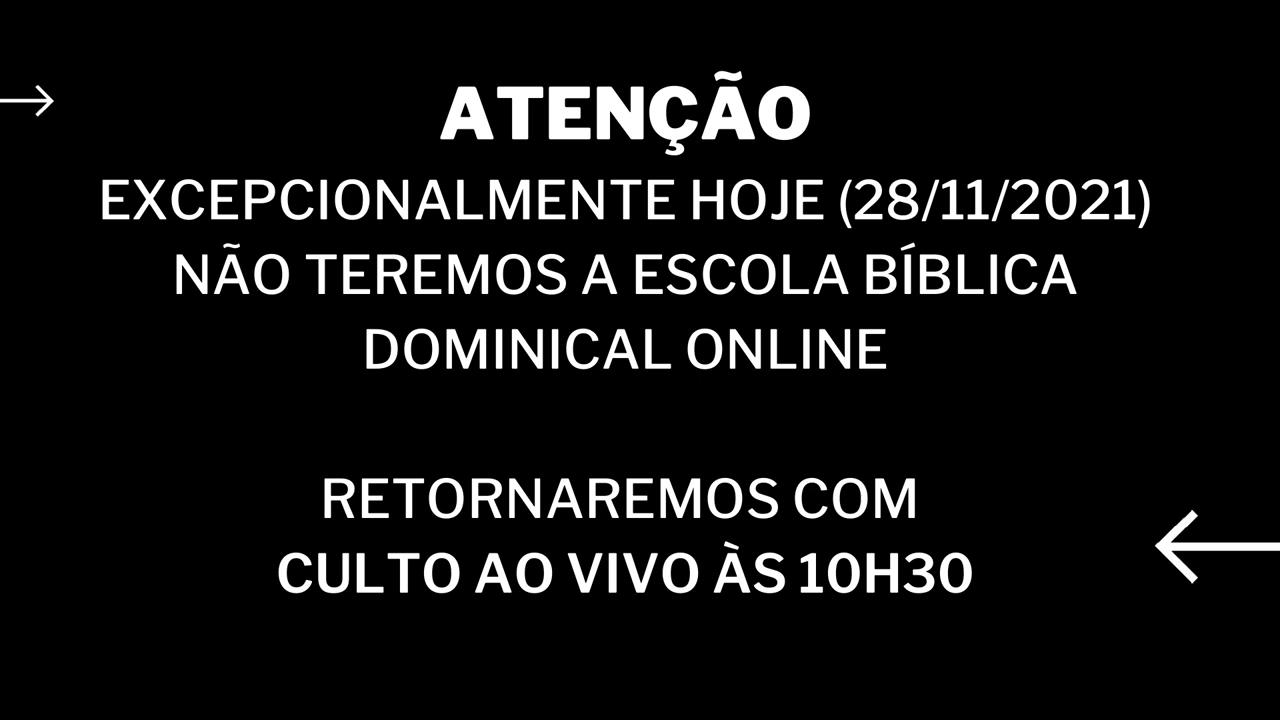 ATENÇÃO
EXCEPCIONALMENTE HOJE (28/11/2021)
NÃO TEREMOS A ESCOLA BÍBLICA
DOMINICAL ONLINE
RETORNAREMOS COM
CULTO AO VIVO ÀS 10H30